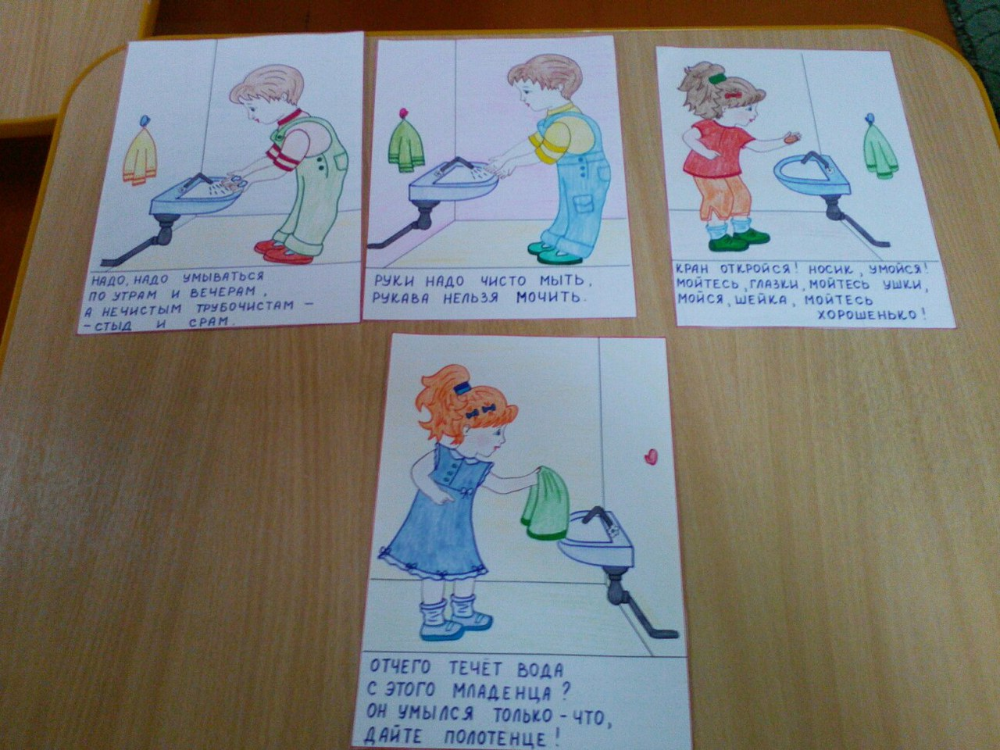 НАДО, НАДО УМЫВАТЬСЯ
ПО УТРАМ И ВЕЧЕРАМ,
А НЕЧИСТЫМ ТРУБОЧИСТАМ –
– СТЫД И СРАМ.
РУКИ НАДО ЧИСТО МЫТЬ,
РУКАВА НЕЛЬЗЯ МОЧИТЬ.
КРАН ОТКРОЙСЯ! НОСИК, УМОЙСЯ!
МОЙТЕСЬ, ГЛАЗКИ, МОЙТЕСЬ УШКИ,
МОЙСЯ, ШЕЙКА, МОЙТЕСЬ
ХОРОШЕНЬКО!
ОТЧЕГО ТЕЧЁТ ВОДА
С ЭТОГО МЛАДЕНЦА?
ОН УМЫЛСЯ ТОЛЬКО – ЧТО,
ДАЙТЕ ПОЛОТЕНЦЕ!